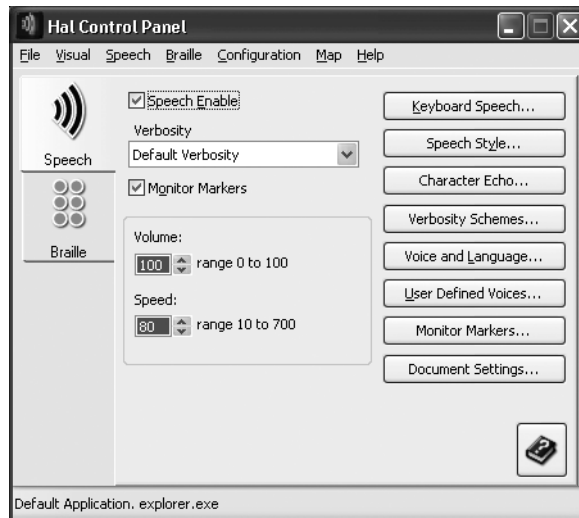 Hal Control Panel
File Visual Speech Braille Configuration Map Help
Speech
Braille
Speech Enable
Verbosity
Default Verbosity
Monitor Markers
Volume:
100 range 0 to 100
Speed:
80 range 10 to 700
Keyboard Speech...
Speech Style...
Character Echo...
Verbosity Schemes...
Voice and Language...
User Defined Voices...
Monitor Markers...
Document Settings...
?
Default Application. explorer.exe